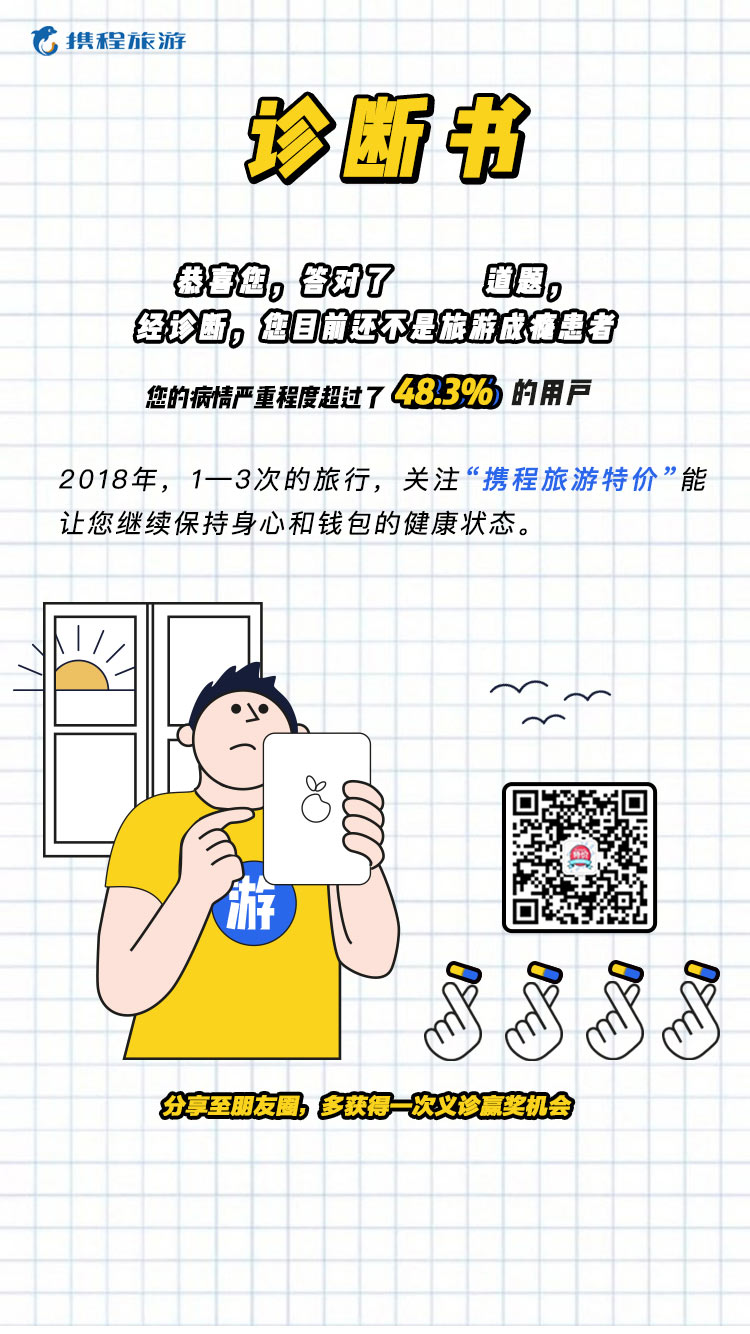 携程旅游
诊断书
恭喜您，答对了 道题，
经诊断，您目前还不是旅游成瘾患者
您的病情严重程度超过了 48.3% 的用户
2018年，1—3次的旅行，关注“携程旅游特价”能
让您继续保持身心和钱包的健康状态。
游
特价
分享至朋友圈，多获得一次义诊赢奖机会